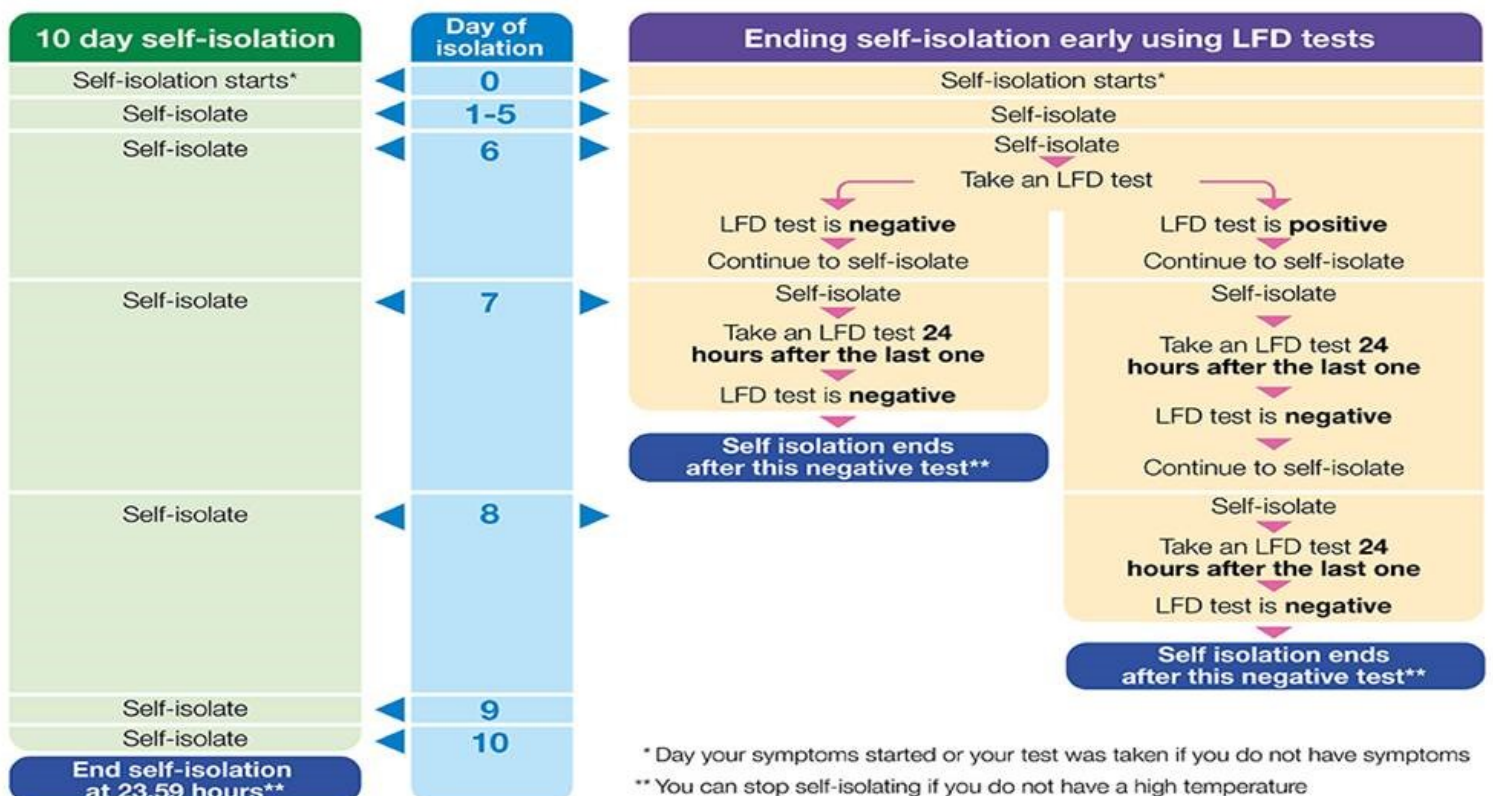 10 day self-isolation
Self-isolation starts*
Self-isolate
Self-isolate
Self-isolate
Self-isolate
Self-isolate
Self-isolate
End self-isolation
at 23.59 hours**
Day of
isolation
0
1-5
6
7
8
9
10
Ending self-isolation early using LFD tests
Self-isolation starts*
Self-isolate
Self-isolate
Take an LFD test
LFD test is negative
Continue to self-isolate
Self-isolate
Take an LFD test 24
hours after the last one
LFD test is negative
Self isolation ends
after this negative test**
LFD test is positive
Continue to self-isolate
Self-isolate
Take an LFD test 24
hours after the last one
LFD test is negative
Continue to self-isolate
Self-isolate
Take an LFD test 24
hours after the last one
LFD test is negative
Self isolation ends
after this negative test**
* Day your symptoms started or your test was taken if you do not have symptoms
** You can stop self-isolating if you do not have a high temperature